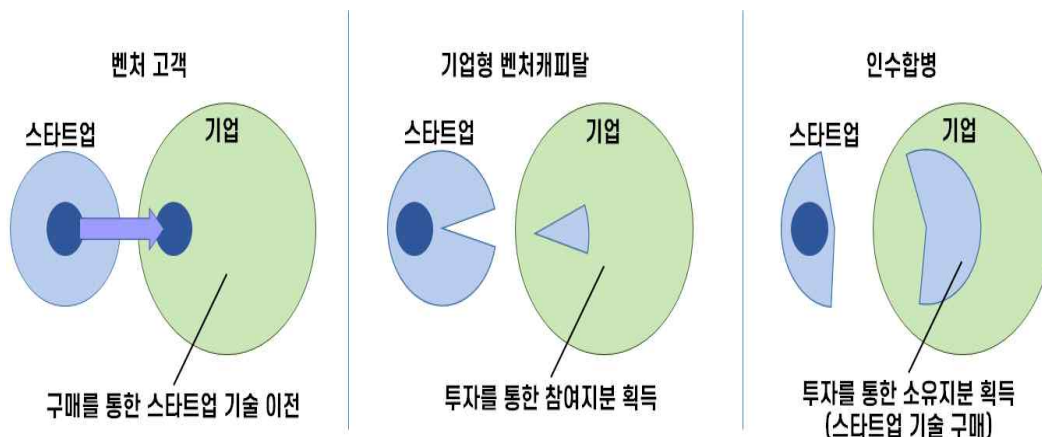 벤처 고객
스타트업
기업
구매를 통한 스타트업 기술 이전
기업형 벤처캐피탈
스타트업
기업
투자를 통한 참여지분 획득
인수합병
스타트업
기업
투자를 통한 소유지분 획득
(스타트업 기술 구매)